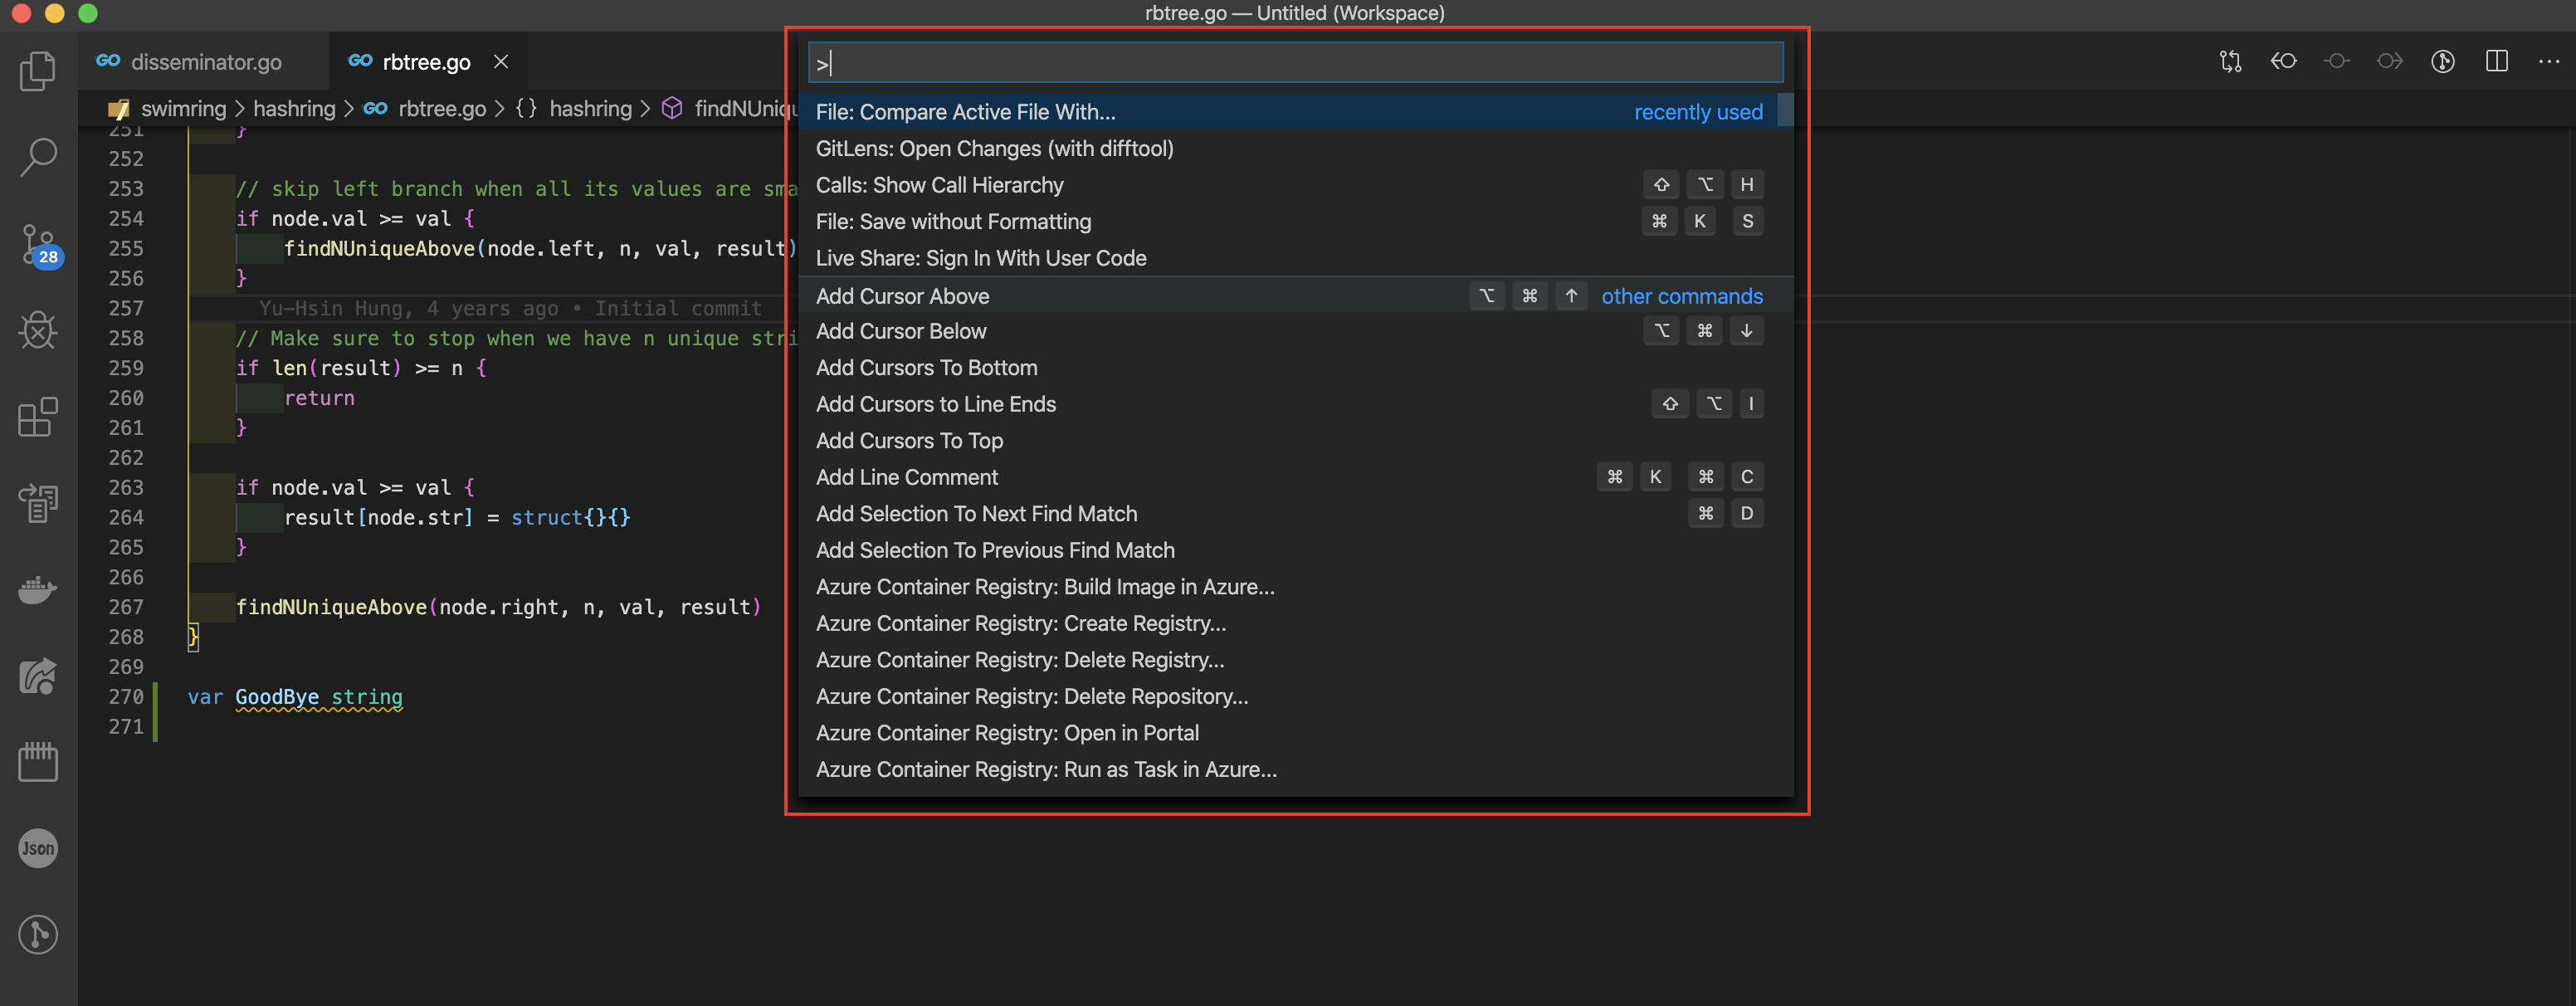 rbtree.go — Untitled (Workspace)
GO disseminator.go
GO rbtree.go
swimring > hashring > GO rbtree.go > {} hashring > findNUniqu
>
File: Compare Active File With... recently used
GitLens: Open Changes (with difftool)
Calls: Show Call Hierarchy ⇧ ⌥ H
File: Save without Formatting ⌘ K S
Live Share: Sign In With User Code
Add Cursor Above ⌥ ⌘ ↑ other commands
Add Cursor Below ⌥ ⌘ ↓
Add Cursors To Bottom
Add Cursors to Line Ends ⇧ ⌥ I
Add Cursors To Top
Add Line Comment ⌘ K ⌘ C
Add Selection To Next Find Match ⌘ D
Add Selection To Previous Find Match
Azure Container Registry: Build Image in Azure...
Azure Container Registry: Create Registry...
Azure Container Registry: Delete Registry...
Azure Container Registry: Delete Repository...
Azure Container Registry: Open in Portal
Azure Container Registry: Run as Task in Azure...
251 }
252
253 // skip left branch when all its values are sma
254 if node.val >= val {
255 findNUniqueAbove(node.left, n, val, result)
256 }
257 Yu-Hsin Hung, 4 years ago • Initial commit
258 // Make sure to stop when we have n unique stri
259 if len(result) >= n {
260 return
261 }
262
263 if node.val >= val {
264 result[node.str] = struct{}{}
265 }
266
267 findNUniqueAbove(node.right, n, val, result)
268 }
269
270 var GoodBye string
271
28
Json